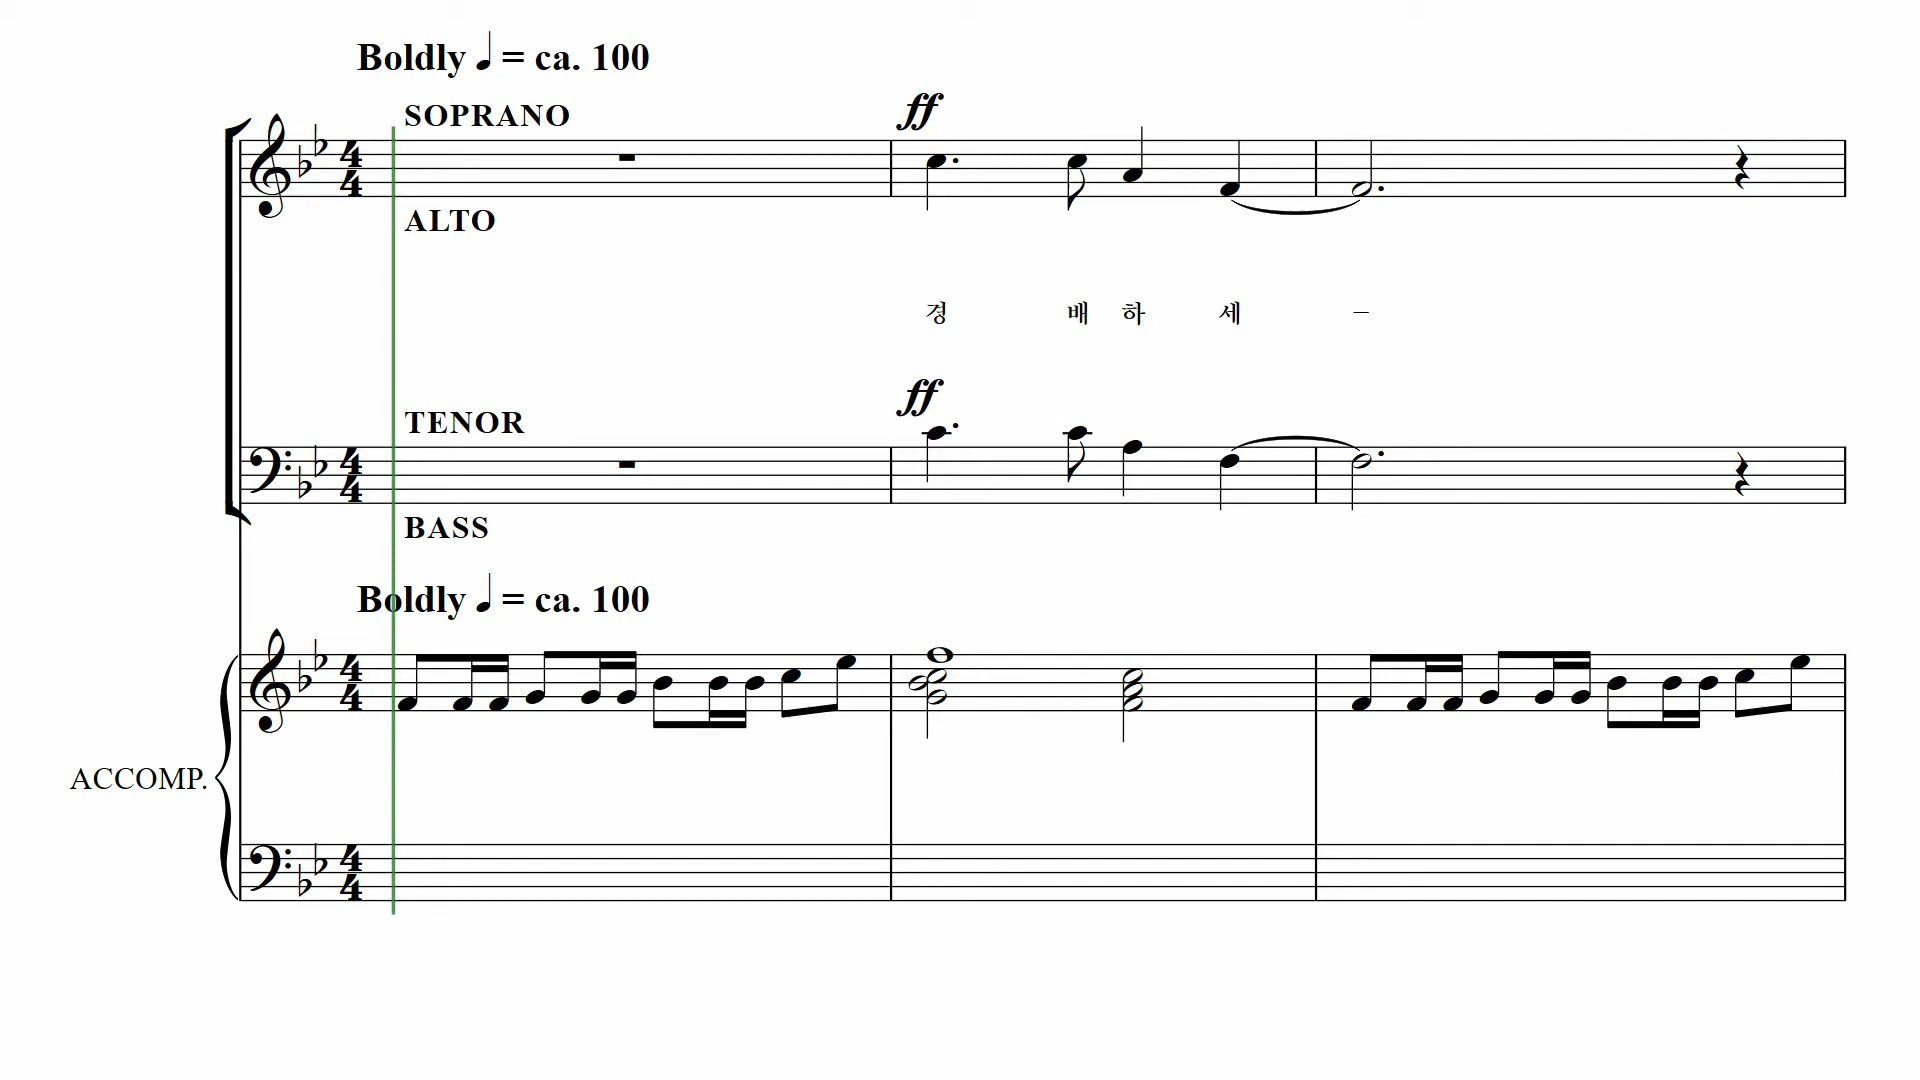 Boldly ♩ = ca. 100
SOPRANO
ff
ALTO
경 배 하 세 –
ff
TENOR
BASS
Boldly ♩ = ca. 100
ACCOMP.